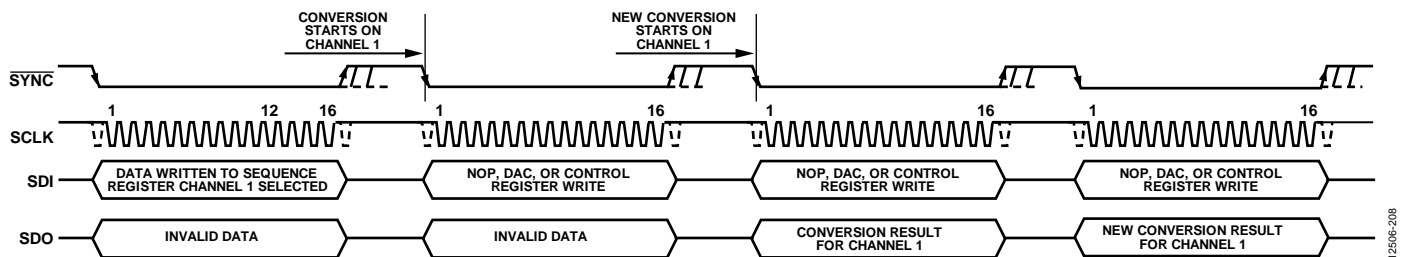 CONVERSION
STARTS ON
CHANNEL 1
NEW CONVERSION
STARTS ON
CHANNEL 1
SYNC
1 12 16 1 16 1 16 1 16
SCLK
SDI
DATA WRITTEN TO SEQUENCE
REGISTER CHANNEL 1 SELECTED
NOP, DAC, OR CONTROL
REGISTER WRITE
NOP, DAC, OR CONTROL
REGISTER WRITE
NOP, DAC, OR CONTROL
REGISTER WRITE
SDO
INVALID DATA
INVALID DATA
CONVERSION RESULT
FOR CHANNEL 1
NEW CONVERSION RESULT
FOR CHANNEL 1
12506-208